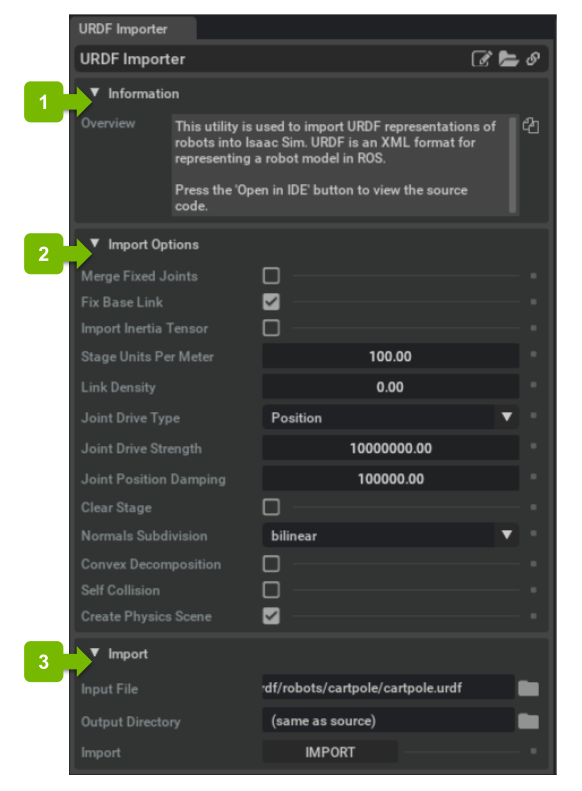 URDF Importer
URDF Importer
1
Information
Overview
This utility is used to import URDF representations of
robots into Isaac Sim. URDF is an XML format for
representing a robot model in ROS.
Press the 'Open in IDE' button to view the source
code.
2
Import Options
Merge Fixed Joints
Fix Base Link
Import Inertia Tensor
Stage Units Per Meter 100.00
Link Density 0.00
Joint Drive Type Position
Joint Drive Strength 10000000.00
Joint Position Damping 100000.00
Clear Stage
Normals Subdivision bilinear
Convex Decomposition
Self Collision
Create Physics Scene
3
Import
Input File rdf/robots/cartpole/cartpole.urdf
Output Directory (same as source)
Import IMPORT